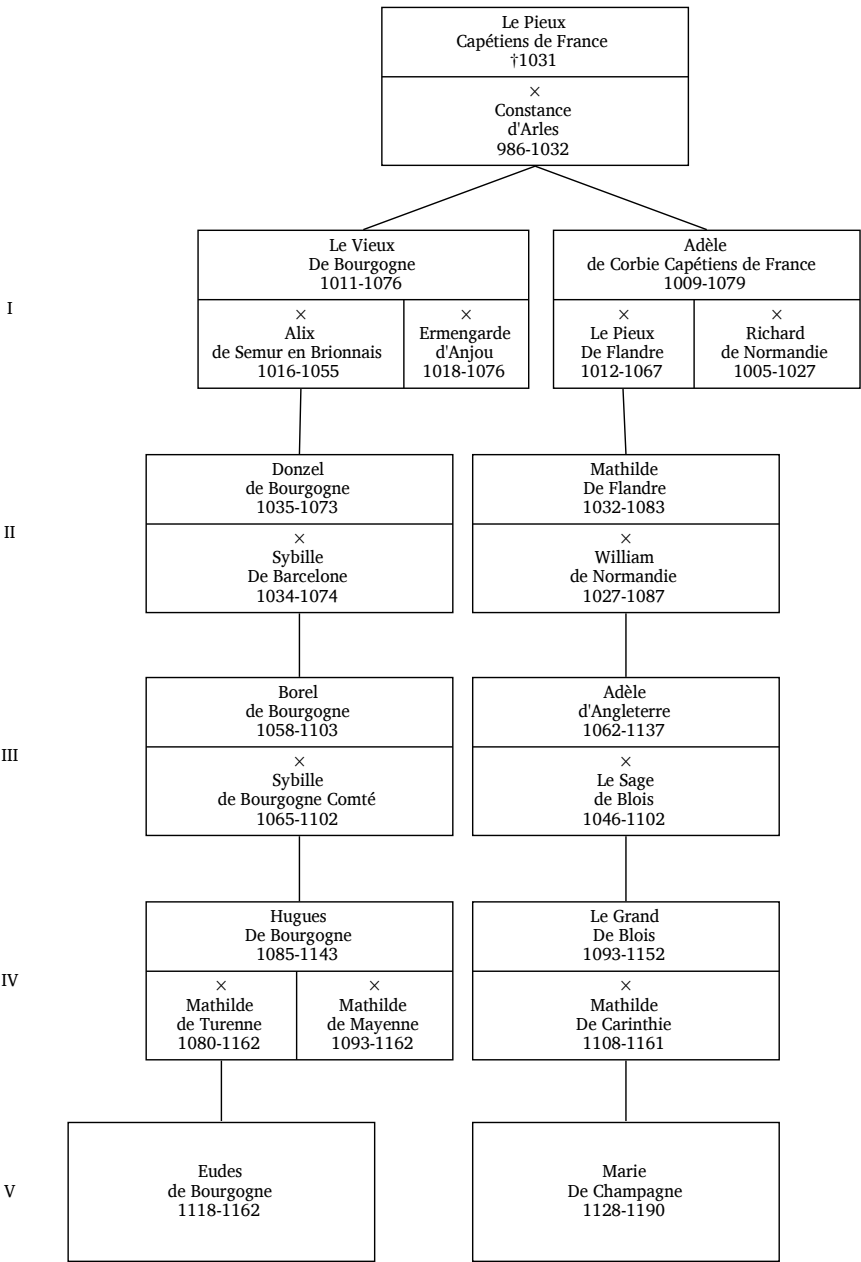 Le Pieux
Capétiens de France
†1031
×
Constance
d'Arles
986-1032
I
Le Vieux
De Bourgogne
1011-1076
×
Alix
de Semur en Brionnais
1016-1055
×
Ermengarde
d'Anjou
1018-1076
Adèle
de Corbie Capétiens de France
1009-1079
×
Le Pieux
De Flandre
1012-1067
×
Richard
de Normandie
1005-1027
II
Donzel
de Bourgogne
1035-1073
×
Sybille
De Barcelone
1034-1074
Mathilde
De Flandre
1032-1083
×
William
de Normandie
1027-1087
III
Borel
de Bourgogne
1058-1103
×
Sybille
de Bourgogne Comté
1065-1102
Adèle
d'Angleterre
1062-1137
×
Le Sage
de Blois
1046-1102
IV
Hugues
De Bourgogne
1085-1143
×
Mathilde
de Turenne
1080-1162
×
Mathilde
de Mayenne
1093-1162
Le Grand
De Blois
1093-1152
×
Mathilde
De Carinthie
1108-1161
V
Eudes
de Bourgogne
1118-1162
Marie
De Champagne
1128-1190